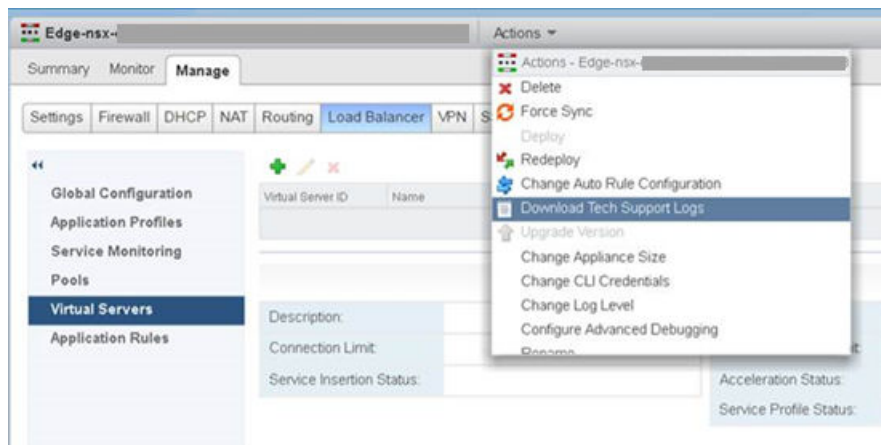 Edge-nsx-
Actions
Summary Monitor Manage
Actions - Edge-nsx-
Delete
Settings Firewall DHCP NAT Routing Load Balancer VPN S
Force Sync
Deploy
Redeploy
Global Configuration
Virtual Server ID Name
Change Auto Rule Configuration
Application Profiles
Download Tech Support Logs
Service Monitoring
Upgrade Version
Pools
Change Appliance Size
Change CLI Credentials
Virtual Servers
Description:
Change Log Level
Application Rules
Configure Advanced Debugging
Connection Limit:
Rename
Service Insertion Status:
Acceleration Status:
Service Profile Status: